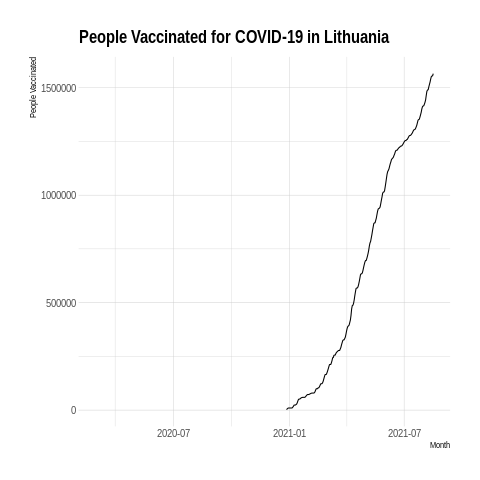 People Vaccinated for COVID-19 in Lithuania
People Vaccinated
1500000
1000000
500000
0
2020-07 2021-01 2021-07
Month